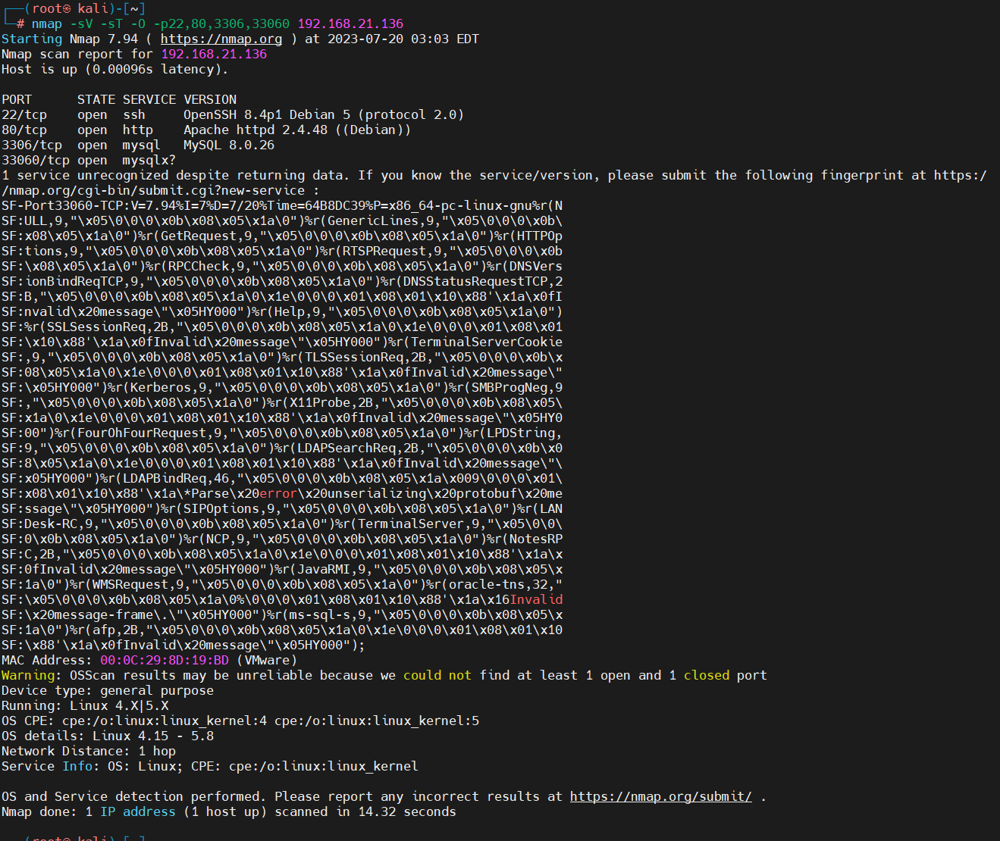 ┌──(root㉿ kali)-[~]
└─# nmap -sV -sT -O -p22,80,3306,33060 192.168.21.136
Starting Nmap 7.94 ( https://nmap.org ) at 2023-07-20 03:03 EDT
Nmap scan report for 192.168.21.136
Host is up (0.00096s latency).

PORT      STATE SERVICE VERSION
22/tcp    open  ssh     OpenSSH 8.4p1 Debian 5 (protocol 2.0)
80/tcp    open  http    Apache httpd 2.4.48 ((Debian))
3306/tcp  open  mysql   MySQL 8.0.26
33060/tcp open  mysqlx?
1 service unrecognized despite returning data. If you know the service/version, please submit the following fingerprint at https:/
/nmap.org/cgi-bin/submit.cgi?new-service :
SF-Port33060-TCP:V=7.94%I=7%D=7/20%Time=64B8DC39%P=x86_64-pc-linux-gnu%r(N
SF:ULL,9,"\x05\0\0\0\x0b\x08\x05\x1a\0")%r(GenericLines,9,"\x05\0\0\0\x0b\
SF:x08\x05\x1a\0")%r(GetRequest,9,"\x05\0\0\0\x0b\x08\x05\x1a\0")%r(HTTPOp
SF:tions,9,"\x05\0\0\0\x0b\x08\x05\x1a\0")%r(RTSPRequest,9,"\x05\0\0\0\x0b
SF:\x08\x05\x1a\0")%r(RPCCheck,9,"\x05\0\0\0\x0b\x08\x05\x1a\0")%r(DNSVers
SF:ionBindReqTCP,9,"\x05\0\0\0\x0b\x08\x05\x1a\0")%r(DNSStatusRequestTCP,2
SF:B,"\x05\0\0\0\x0b\x08\x05\x1a\0\x1e\0\0\0\x01\x08\x01\x10\x88'\x1a\x0fI
SF:nvalid\x20message\"\x05HY000")%r(Help,9,"\x05\0\0\0\x0b\x08\x05\x1a\0")
SF:%r(SSLSessionReq,2B,"\x05\0\0\0\x0b\x08\x05\x1a\0\x1e\0\0\0\x01\x08\x01
SF:\x10\x88'\x1a\x0fInvalid\x20message\"\x05HY000")%r(TerminalServerCookie
SF:,9,"\x05\0\0\0\x0b\x08\x05\x1a\0")%r(TLSSessionReq,2B,"\x05\0\0\0\x0b\x
SF:08\x05\x1a\0\x1e\0\0\0\x01\x08\x01\x10\x88'\x1a\x0fInvalid\x20message\"
SF:\x05HY000")%r(Kerberos,9,"\x05\0\0\0\x0b\x08\x05\x1a\0")%r(SMBProgNeg,9
SF:,"\x05\0\0\0\x0b\x08\x05\x1a\0")%r(X11Probe,2B,"\x05\0\0\0\x0b\x08\x05\
SF:x1a\0\x1e\0\0\0\x01\x08\x01\x10\x88'\x1a\x0fInvalid\x20message\"\x05HY0
SF:00")%r(FourOhFourRequest,9,"\x05\0\0\0\x0b\x08\x05\x1a\0")%r(LPDString,
SF:9,"\x05\0\0\0\x0b\x08\x05\x1a\0")%r(LDAPSearchReq,2B,"\x05\0\0\0\x0b\x0
SF:8\x05\x1a\0\x1e\0\0\0\x01\x08\x01\x10\x88'\x1a\x0fInvalid\x20message\"\
SF:x05HY000")%r(LDAPBindReq,46,"\x05\0\0\0\x0b\x08\x05\x1a\x009\0\0\0\x01\
SF:x08\x01\x10\x88'\x1a\*Parse\x20error\x20unserializing\x20protobuf\x20me
SF:ssage\"\x05HY000")%r(SIPOptions,9,"\x05\0\0\0\x0b\x08\x05\x1a\0")%r(LAN
SF:Desk-RC,9,"\x05\0\0\0\x0b\x08\x05\x1a\0")%r(TerminalServer,9,"\x05\0\0\
SF:0\x0b\x08\x05\x1a\0")%r(NCP,9,"\x05\0\0\0\x0b\x08\x05\x1a\0")%r(NotesRP
SF:C,2B,"\x05\0\0\0\x0b\x08\x05\x1a\0\x1e\0\0\0\x01\x08\x01\x10\x88'\x1a\x
SF:0fInvalid\x20message\"\x05HY000")%r(JavaRMI,9,"\x05\0\0\0\x0b\x08\x05\x
SF:1a\0")%r(WMSRequest,9,"\x05\0\0\0\x0b\x08\x05\x1a\0")%r(oracle-tns,32,"
SF:\x05\0\0\0\x0b\x08\x05\x1a\0%\0\0\0\x01\x08\x01\x10\x88'\x1a\x16Invalid
SF:\x20message-frame\.\"\x05HY000")%r(ms-sql-s,9,"\x05\0\0\0\x0b\x08\x05\x
SF:1a\0")%r(afp,2B,"\x05\0\0\0\x0b\x08\x05\x1a\0\x1e\0\0\0\x01\x08\x01\x10
SF:\x88'\x1a\x0fInvalid\x20message\"\x05HY000");
MAC Address: 00:0C:29:8D:19:BD (VMware)
Warning: OSScan results may be unreliable because we could not find at least 1 open and 1 closed port
Device type: general purpose
Running: Linux 4.X|5.X
OS CPE: cpe:/o:linux:linux_kernel:4 cpe:/o:linux:linux_kernel:5
OS details: Linux 4.15 - 5.8
Network Distance: 1 hop
Service Info: OS: Linux; CPE: cpe:/o:linux:linux_kernel

OS and Service detection performed. Please report any incorrect results at https://nmap.org/submit/ .
Nmap done: 1 IP address (1 host up) scanned in 14.32 seconds

(root㉿ kali)-[~]